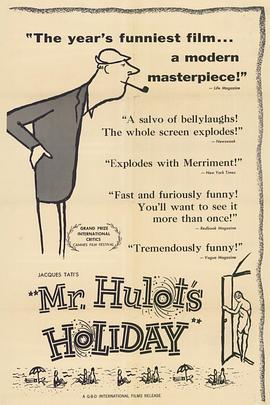 "The year's funniest film...
a modern
masterpiece!"
— Life Magazine
"A salvo of bellylaughs!
The whole screen explodes!"
— Newsweek
"Explodes with Merriment!"
— New York Times
"Fast and furiously funny!
You'll want to see it
more than once!"
— Redbook Magazine
"Tremendously funny!"
— Vogue Magazine
GRAND PRIZE
INTERNATIONAL
CRITICS
CANNES FILM FESTIVAL
JACQUES TATI'S
"Mr. Hulot's
HOLIDAY"
A G-B-D INTERNATIONAL FILMS RELEASE